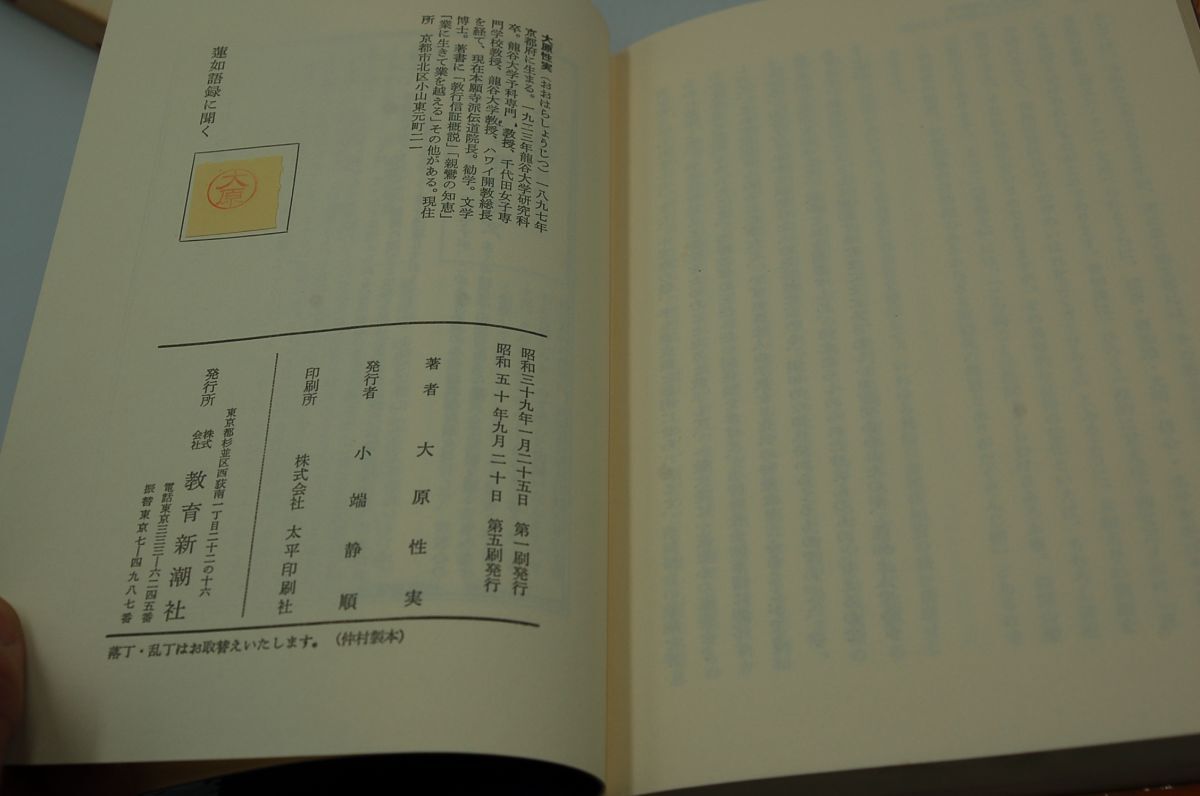 大原性実(おおはらしょうじつ) 一八九七年
京都府に生まる。一九二三年龍谷大学研究科
卒。龍谷大学予科専門、教授、千代田女子専
門学校教授、龍谷大学教授、ハワイ開教総長
を経て、現在本願寺派伝道院長。勧学。文学
博士。著書に「教行信証概説」「親鸞の知恵」
「業に生きて業を越える」その他がある。現住
所 京都市北区小山東元町二一
蓮如語録に聞く
大原
昭和三十九年一月二十五日 第一刷発行
昭和五十年九月二十日 第五刷発行
著者 大原性実
発行者 小端静順
印刷所 株式会社 太平印刷社
東京都杉並区西荻南一丁目二十二の十六
発行所 株式会社 教育新潮社
電話東京三三三―六二四五番
振替東京七―四九八七番
落丁・乱丁はお取替えいたします。(仲村製本)